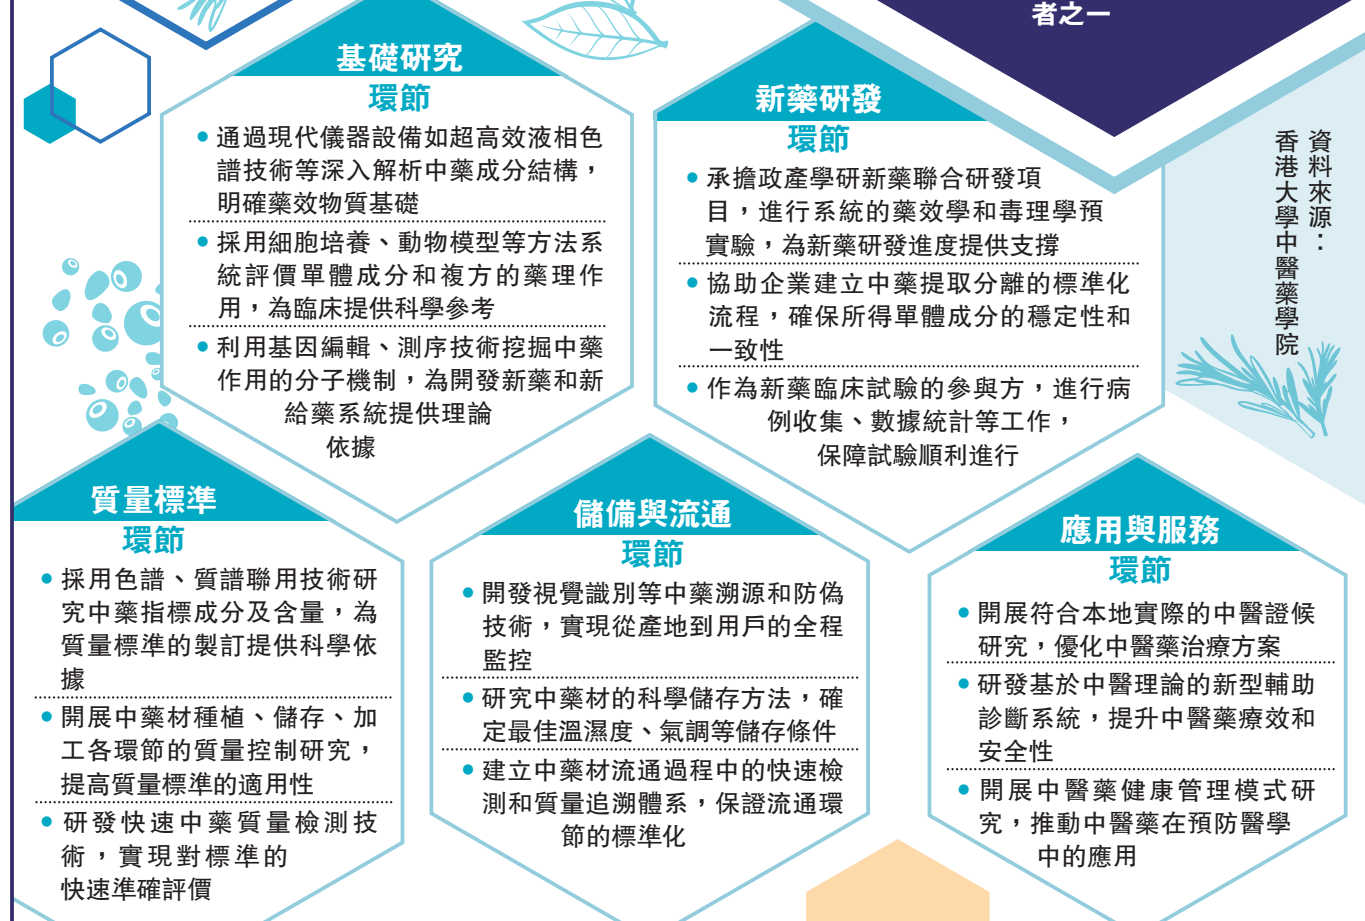 者之一
基礎研究
環節
•通過現代儀器設備如超高效液相色
譜技術等深入解析中藥成分結構，
明確藥效物質基礎
•採用細胞培養、動物模型等方法系
統評價單體成分和複方的藥理作
用，為臨床提供科學參考
•利用基因編輯、測序技術挖掘中藥
作用的分子機制，為開發新藥和新
給藥系統提供理論
依據
新藥研發
環節
•承擔政產學研新藥聯合研發項
目，進行系統的藥效學和毒理學預
實驗，為新藥研發進度提供支撐
•協助企業建立中藥提取分離的標準化
流程，確保所得單體成分的穩定性和
一致性
•作為新藥臨床試驗的參與方，進行病
例收集、數據統計等工作，
保障試驗順利進行
資料來源：
香港大學中醫藥學院
質量標準
環節
•採用色譜、質譜聯用技術研
究中藥指標成分及含量，為
質量標準的製訂提供科學依
據
•開展中藥材種植、儲存、加
工各環節的質量控制研究，
提高質量標準的適用性
•研發快速中藥質量檢測技
術，實現對標準的
快速準確評價
儲備與流通
環節
•開發視覺識別等中藥溯源和防偽
技術，實現從產地到用戶的全程
監控
•研究中藥材的科學儲存方法，確
定最佳溫濕度、氣調等儲存條件
•建立中藥材流通過程中的快速檢
測和質量追溯體系，保證流通環
節的標準化
應用與服務
環節
•開展符合本地實際的中醫證候
研究，優化中醫藥治療方案
•研發基於中醫理論的新型輔助
診斷系統，提升中醫藥療效和
安全性
•開展中醫藥健康管理模式研
究，推動中醫藥在預防醫學
中的應用